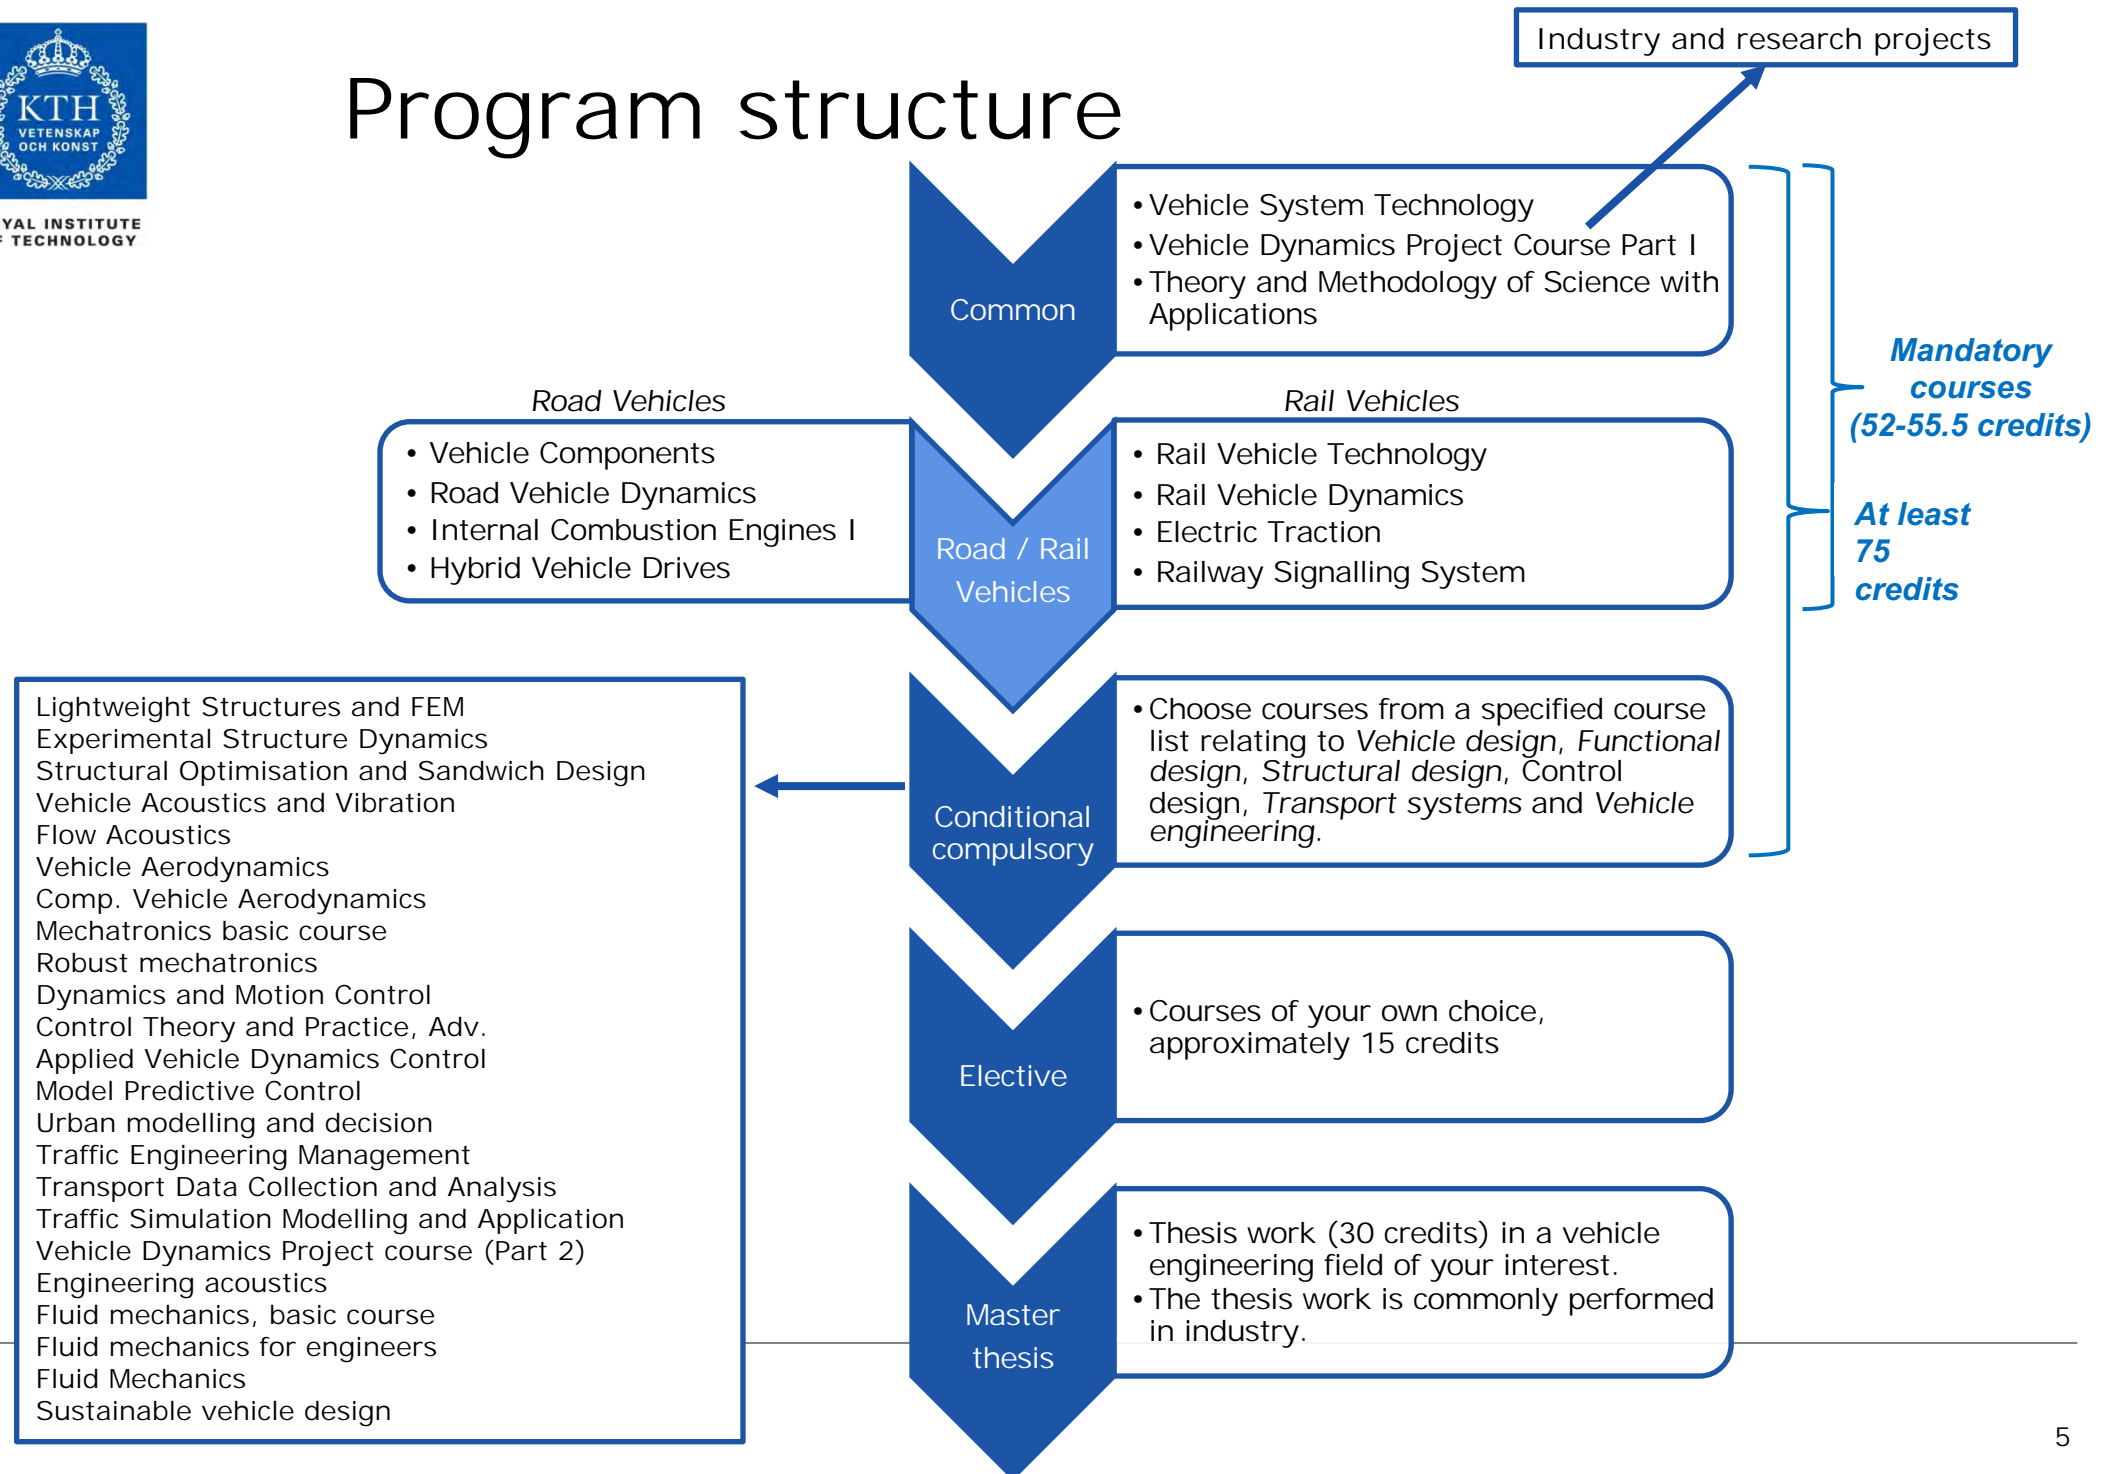 Industry and research projects
KTH
VETENSKAP
OCH KONST
YAL INSTITUTE
TECHNOLOGY
Program structure
Common
• Vehicle System Technology
• Vehicle Dynamics Project Course Part I
• Theory and Methodology of Science with
Applications
Mandatory
courses
(52-55.5 credits)
At least
75
credits
Road Vehicles
• Vehicle Components
• Road Vehicle Dynamics
• Internal Combustion Engines I
• Hybrid Vehicle Drives
Road / Rail
Vehicles
Rail Vehicles
• Rail Vehicle Technology
• Rail Vehicle Dynamics
• Electric Traction
• Railway Signalling System
Conditional
compulsory
• Choose courses from a specified course
list relating to Vehicle design, Functional
design, Structural design, Control
design, Transport systems and Vehicle
engineering.
Lightweight Structures and FEM
Experimental Structure Dynamics
Structural Optimisation and Sandwich Design
Vehicle Acoustics and Vibration
Flow Acoustics
Vehicle Aerodynamics
Comp. Vehicle Aerodynamics
Mechatronics basic course
Robust mechatronics
Dynamics and Motion Control
Control Theory and Practice, Adv.
Applied Vehicle Dynamics Control
Model Predictive Control
Urban modelling and decision
Traffic Engineering Management
Transport Data Collection and Analysis
Traffic Simulation Modelling and Application
Vehicle Dynamics Project course (Part 2)
Engineering acoustics
Fluid mechanics, basic course
Fluid mechanics for engineers
Fluid Mechanics
Sustainable vehicle design
Elective
• Courses of your own choice,
approximately 15 credits
Master
thesis
• Thesis work (30 credits) in a vehicle
engineering field of your interest.
• The thesis work is commonly performed
in industry.
5